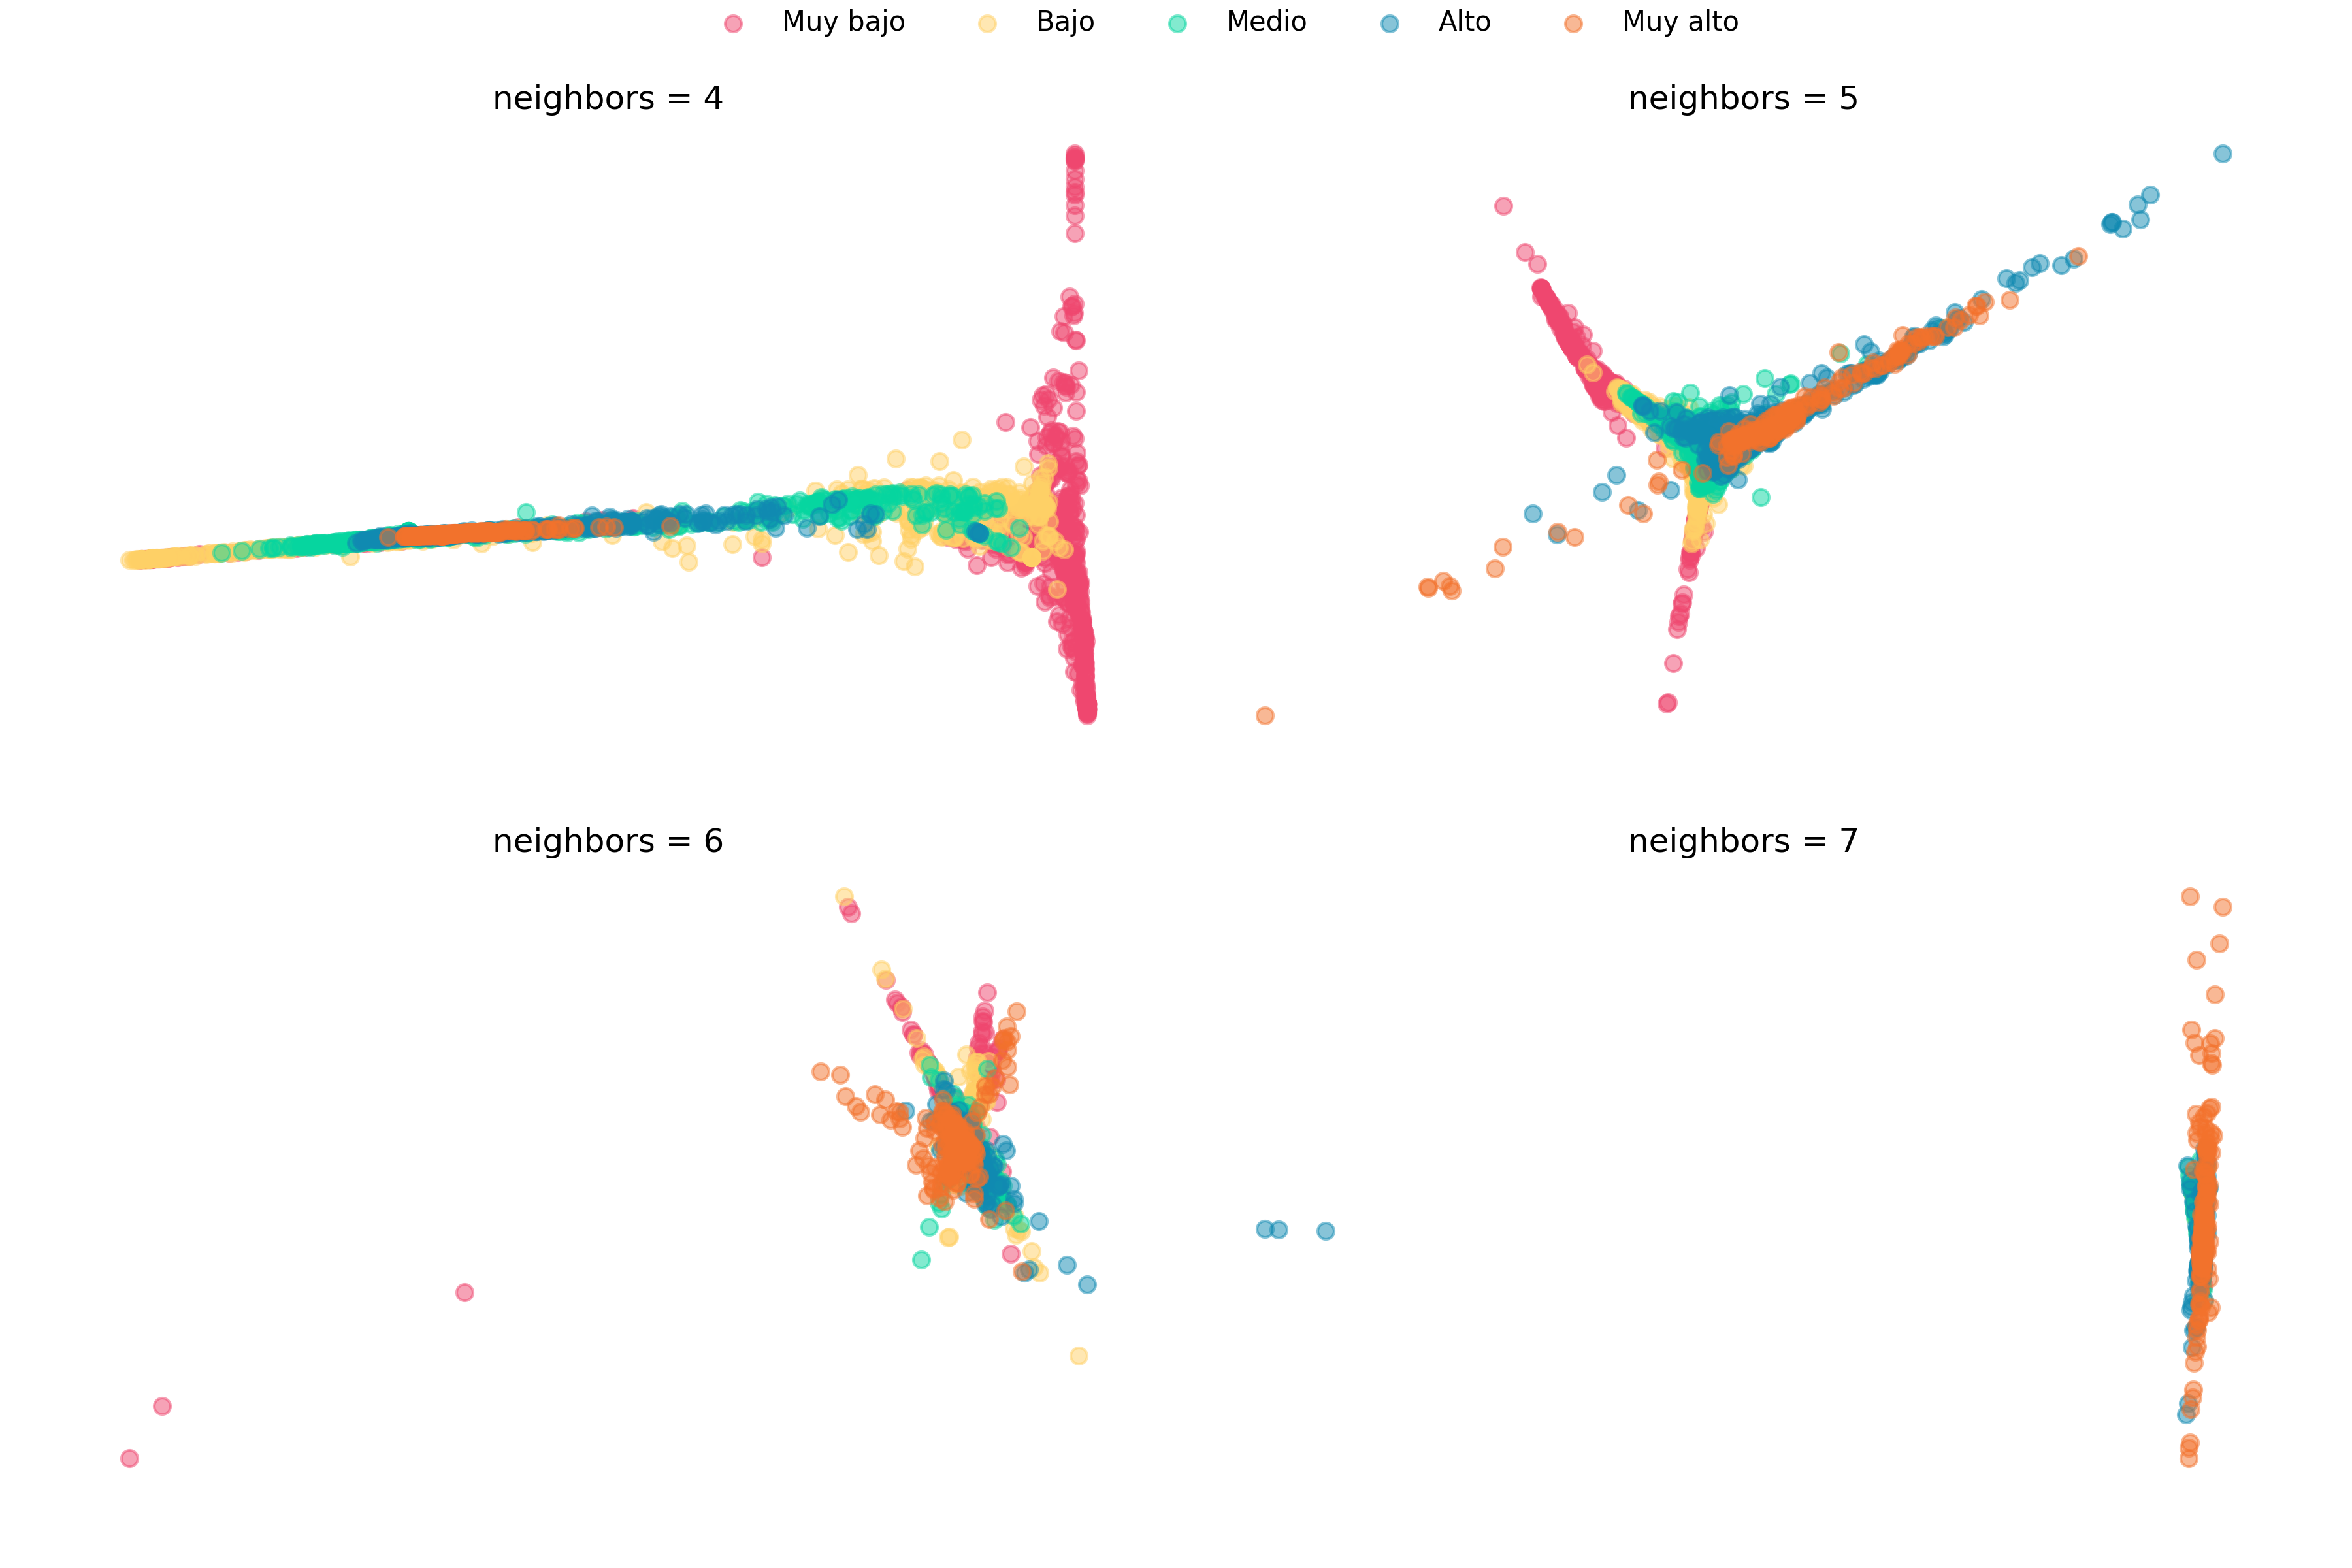 Muy bajo Bajo Medio Alto Muy alto
neighbors = 4
neighbors = 5
neighbors = 6
neighbors = 7